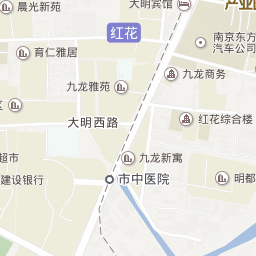 晨光新苑
大明宾馆
产业
红花
南京东方
汽车公司
育仁雅居
九龙商务
九龙雅苑
区
大明西路
红花综合楼
超市
九龙新寓
建设银行
市中医院
明都